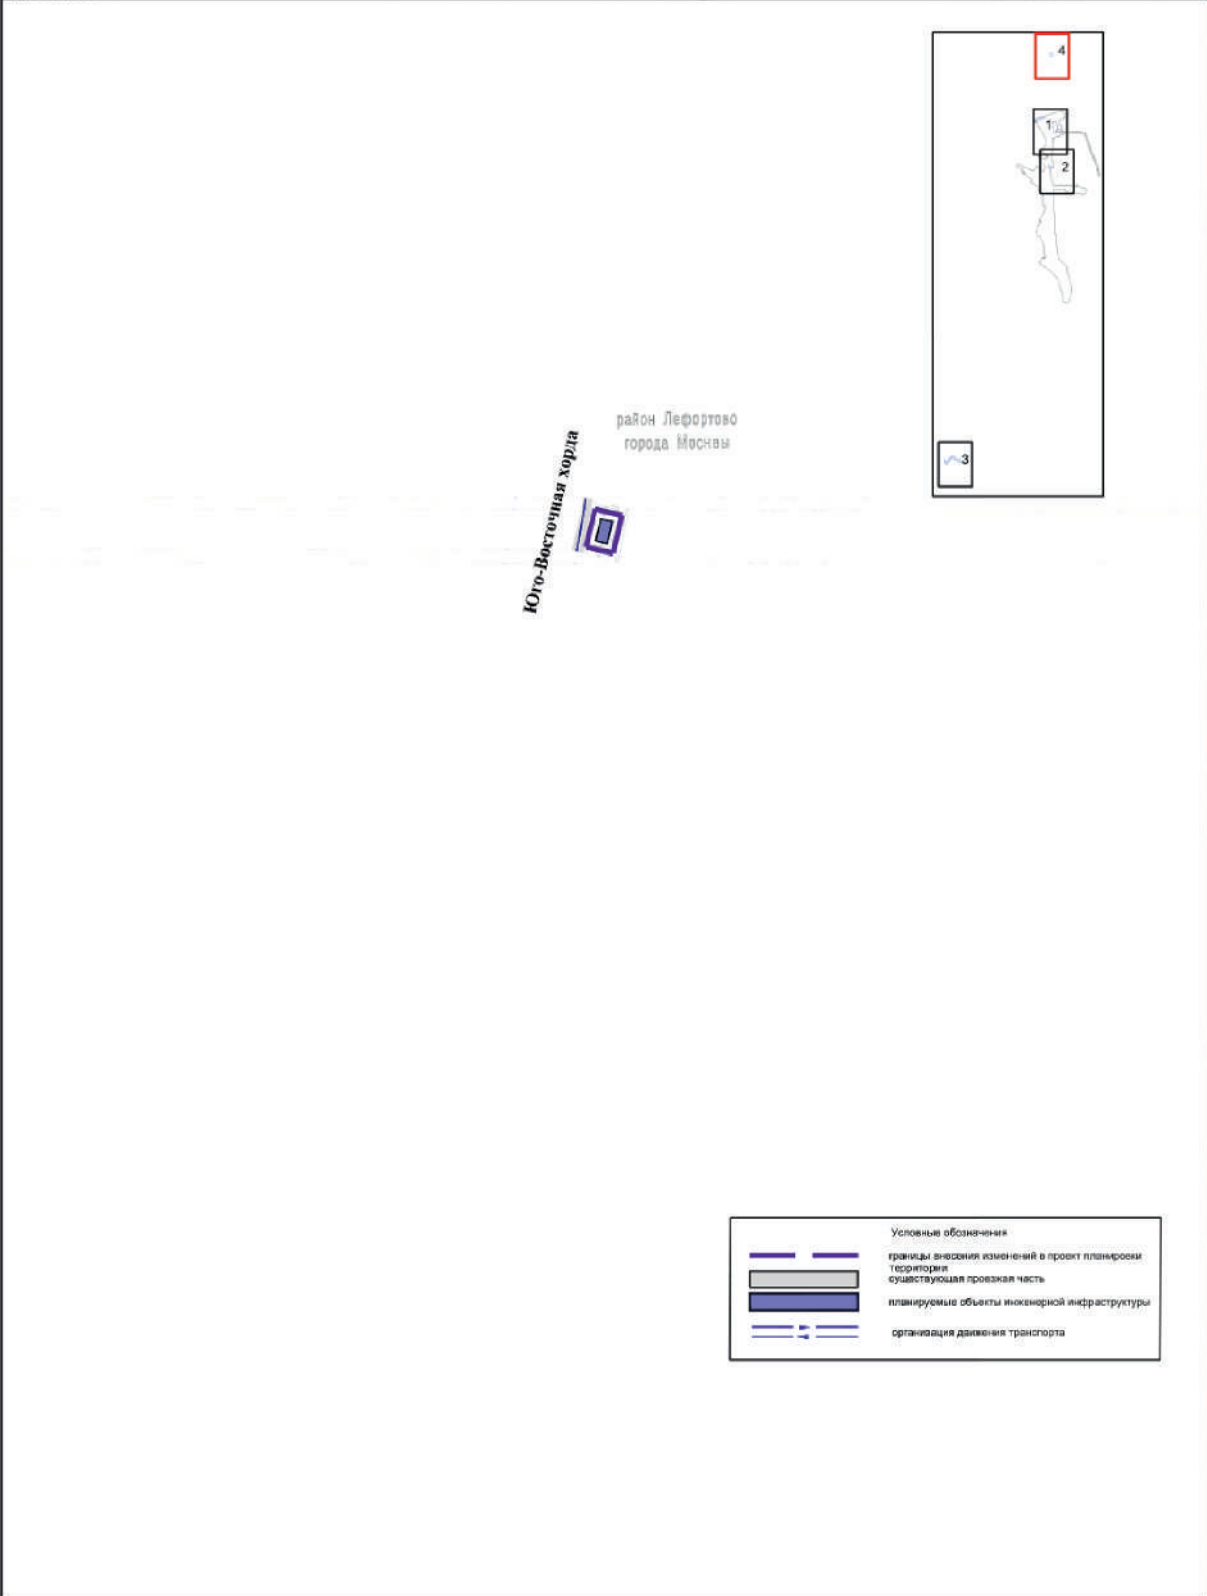 4
1
2
3
район Лефортово
города Москвы
Юго-Восточная хорда
Условные обозначения
границы внесения изменений в проект планировки
территории
существующая проезжая часть
планируемые объекты инженерной инфраструктуры
организация движения транспорта